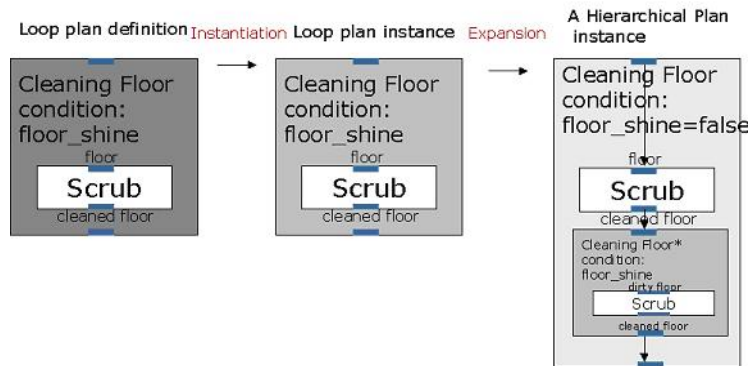 Loop plan definition
Instantiation
Loop plan instance
Expansion
A Hierarchical Plan
instance
Cleaning Floor
condition:
floor_shine
floor
Scrub
cleaned floor
Cleaning Floor
condition:
floor_shine
floor
Scrub
cleaned floor
Cleaning Floor
condition:
floor_shine=false
floor
Scrub
cleaned floor
Cleaning Floor*
condition:
floor_shine
dirty floor
Scrub
cleaned floor